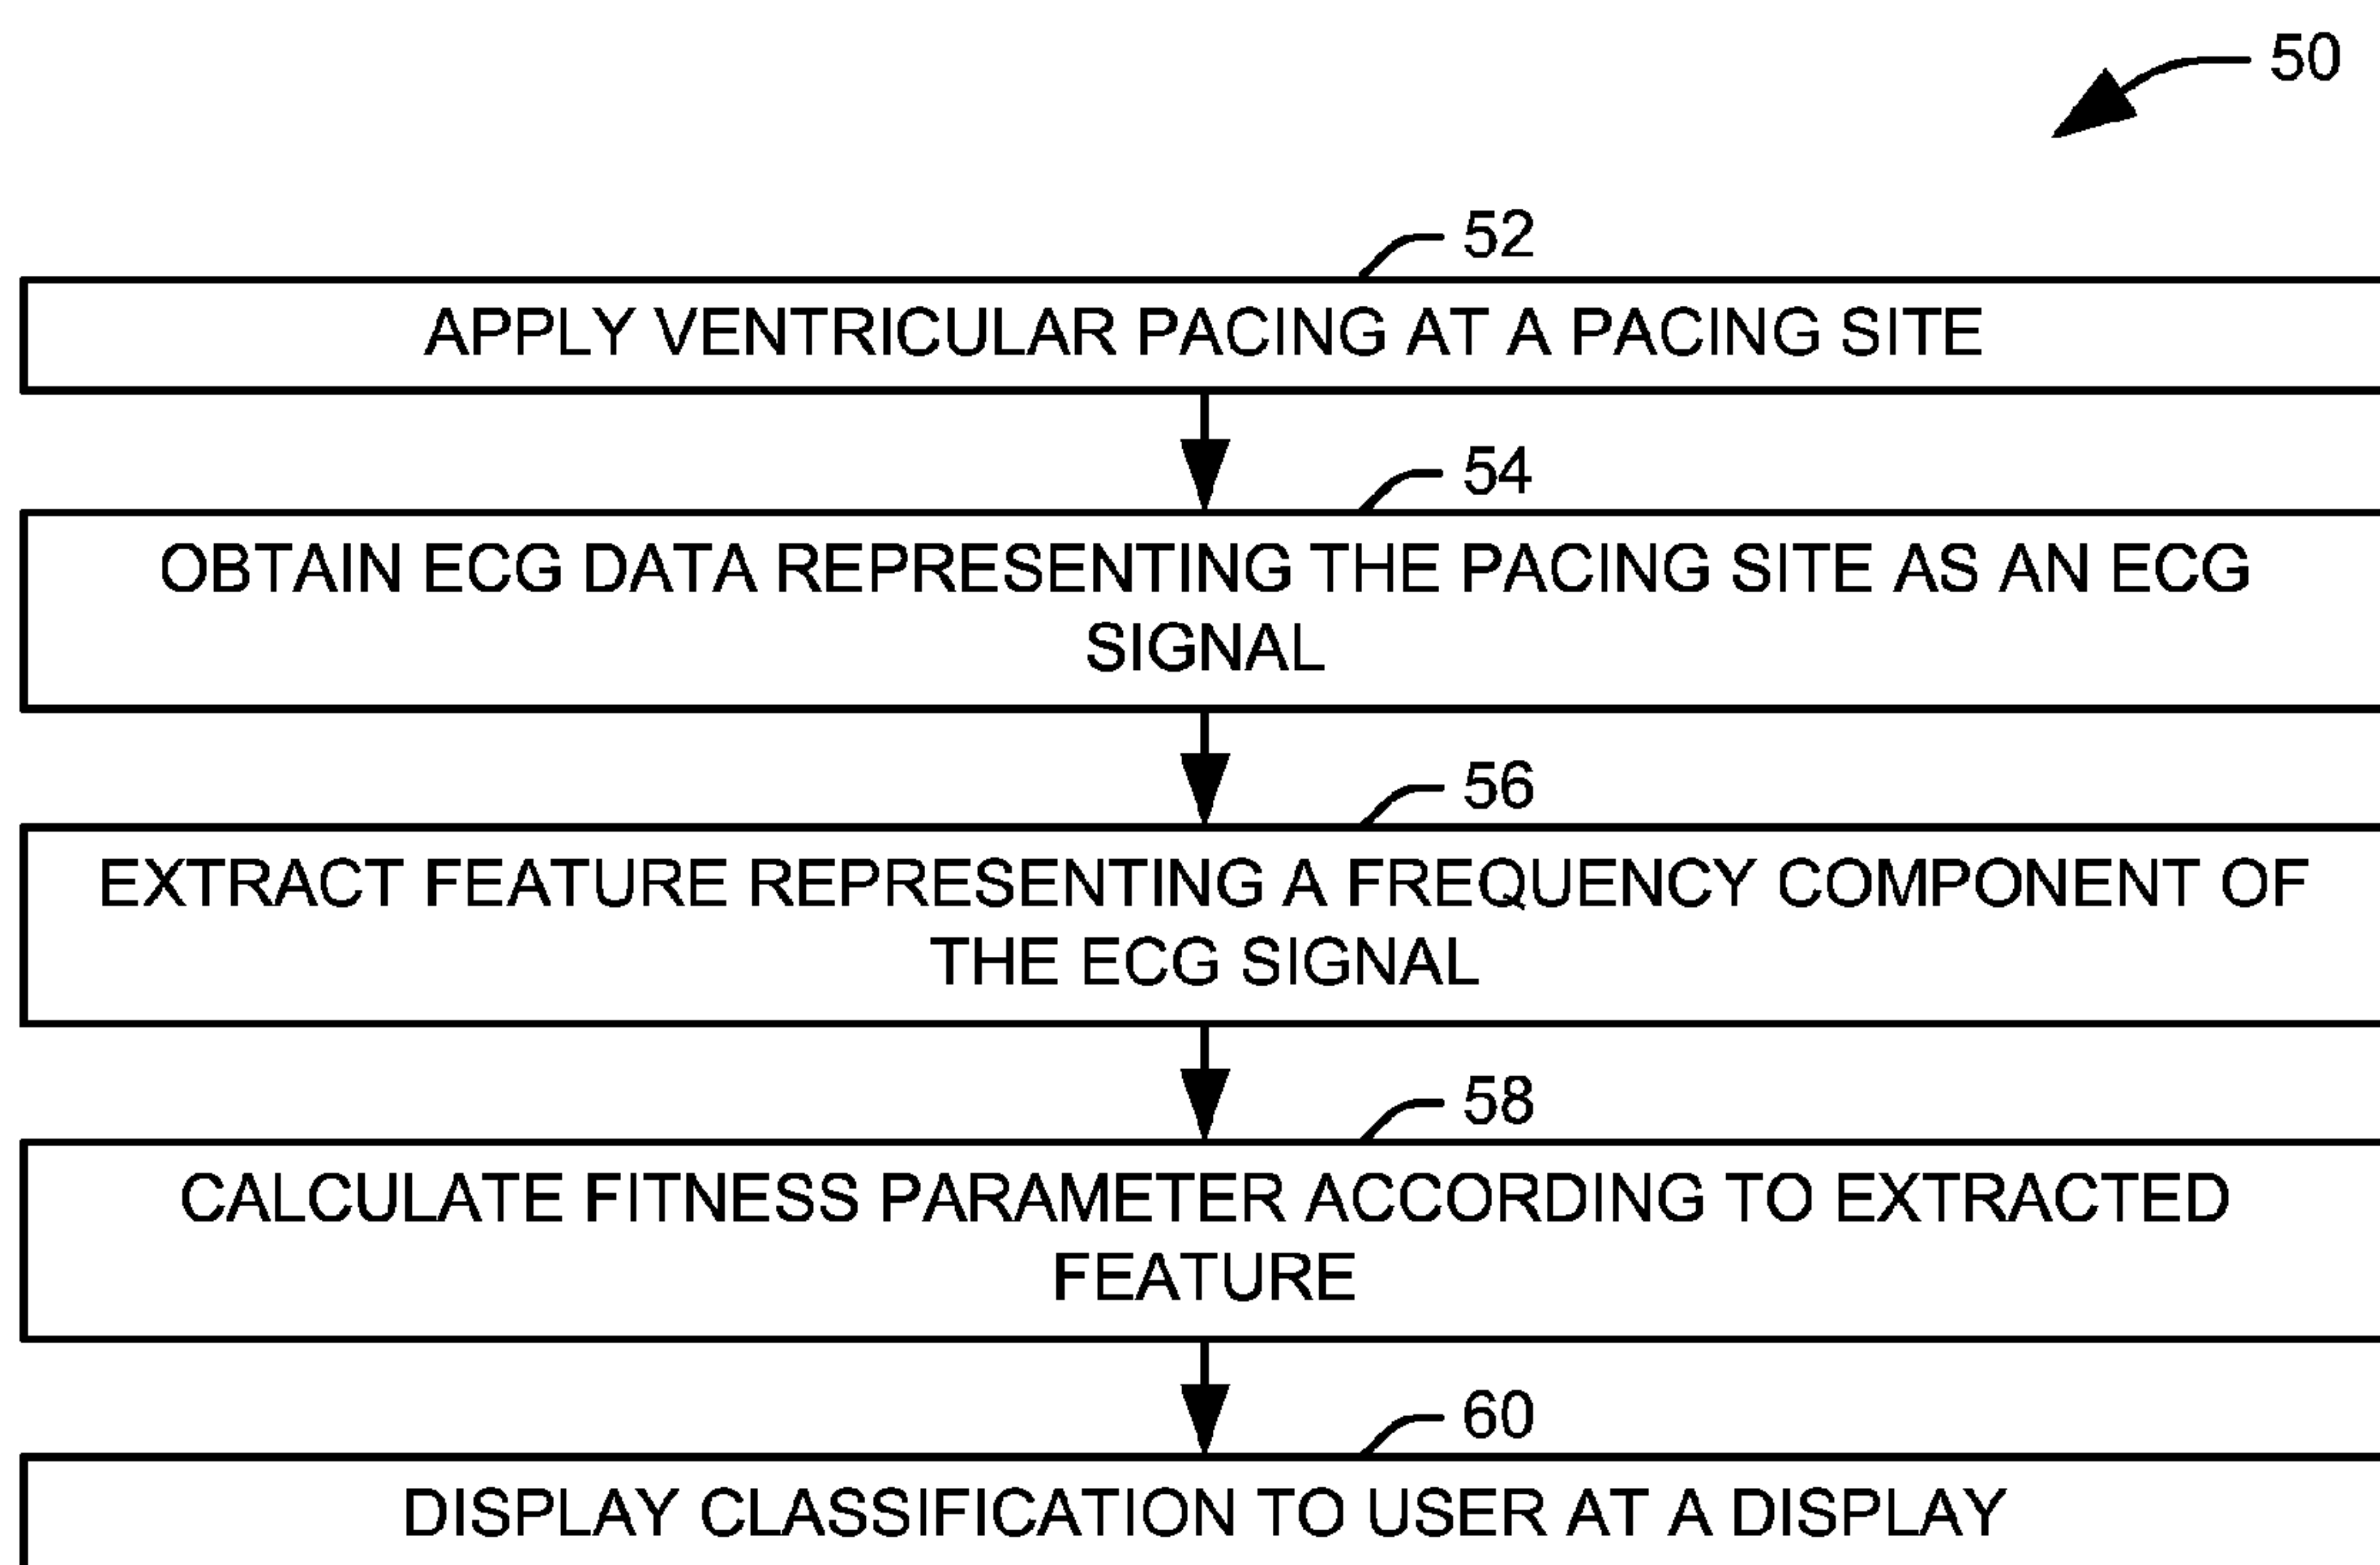 50
52
APPLY VENTRICULAR PACING AT A PACING SITE
54
OBTAIN ECG DATA REPRESENTING THE PACING SITE AS AN ECG
SIGNAL
56
EXTRACT FEATURE REPRESENTING A FREQUENCY COMPONENT OF
THE ECG SIGNAL
58
CALCULATE FITNESS PARAMETER ACCORDING TO EXTRACTED
FEATURE
60
DISPLAY CLASSIFICATION TO USER AT A DISPLAY